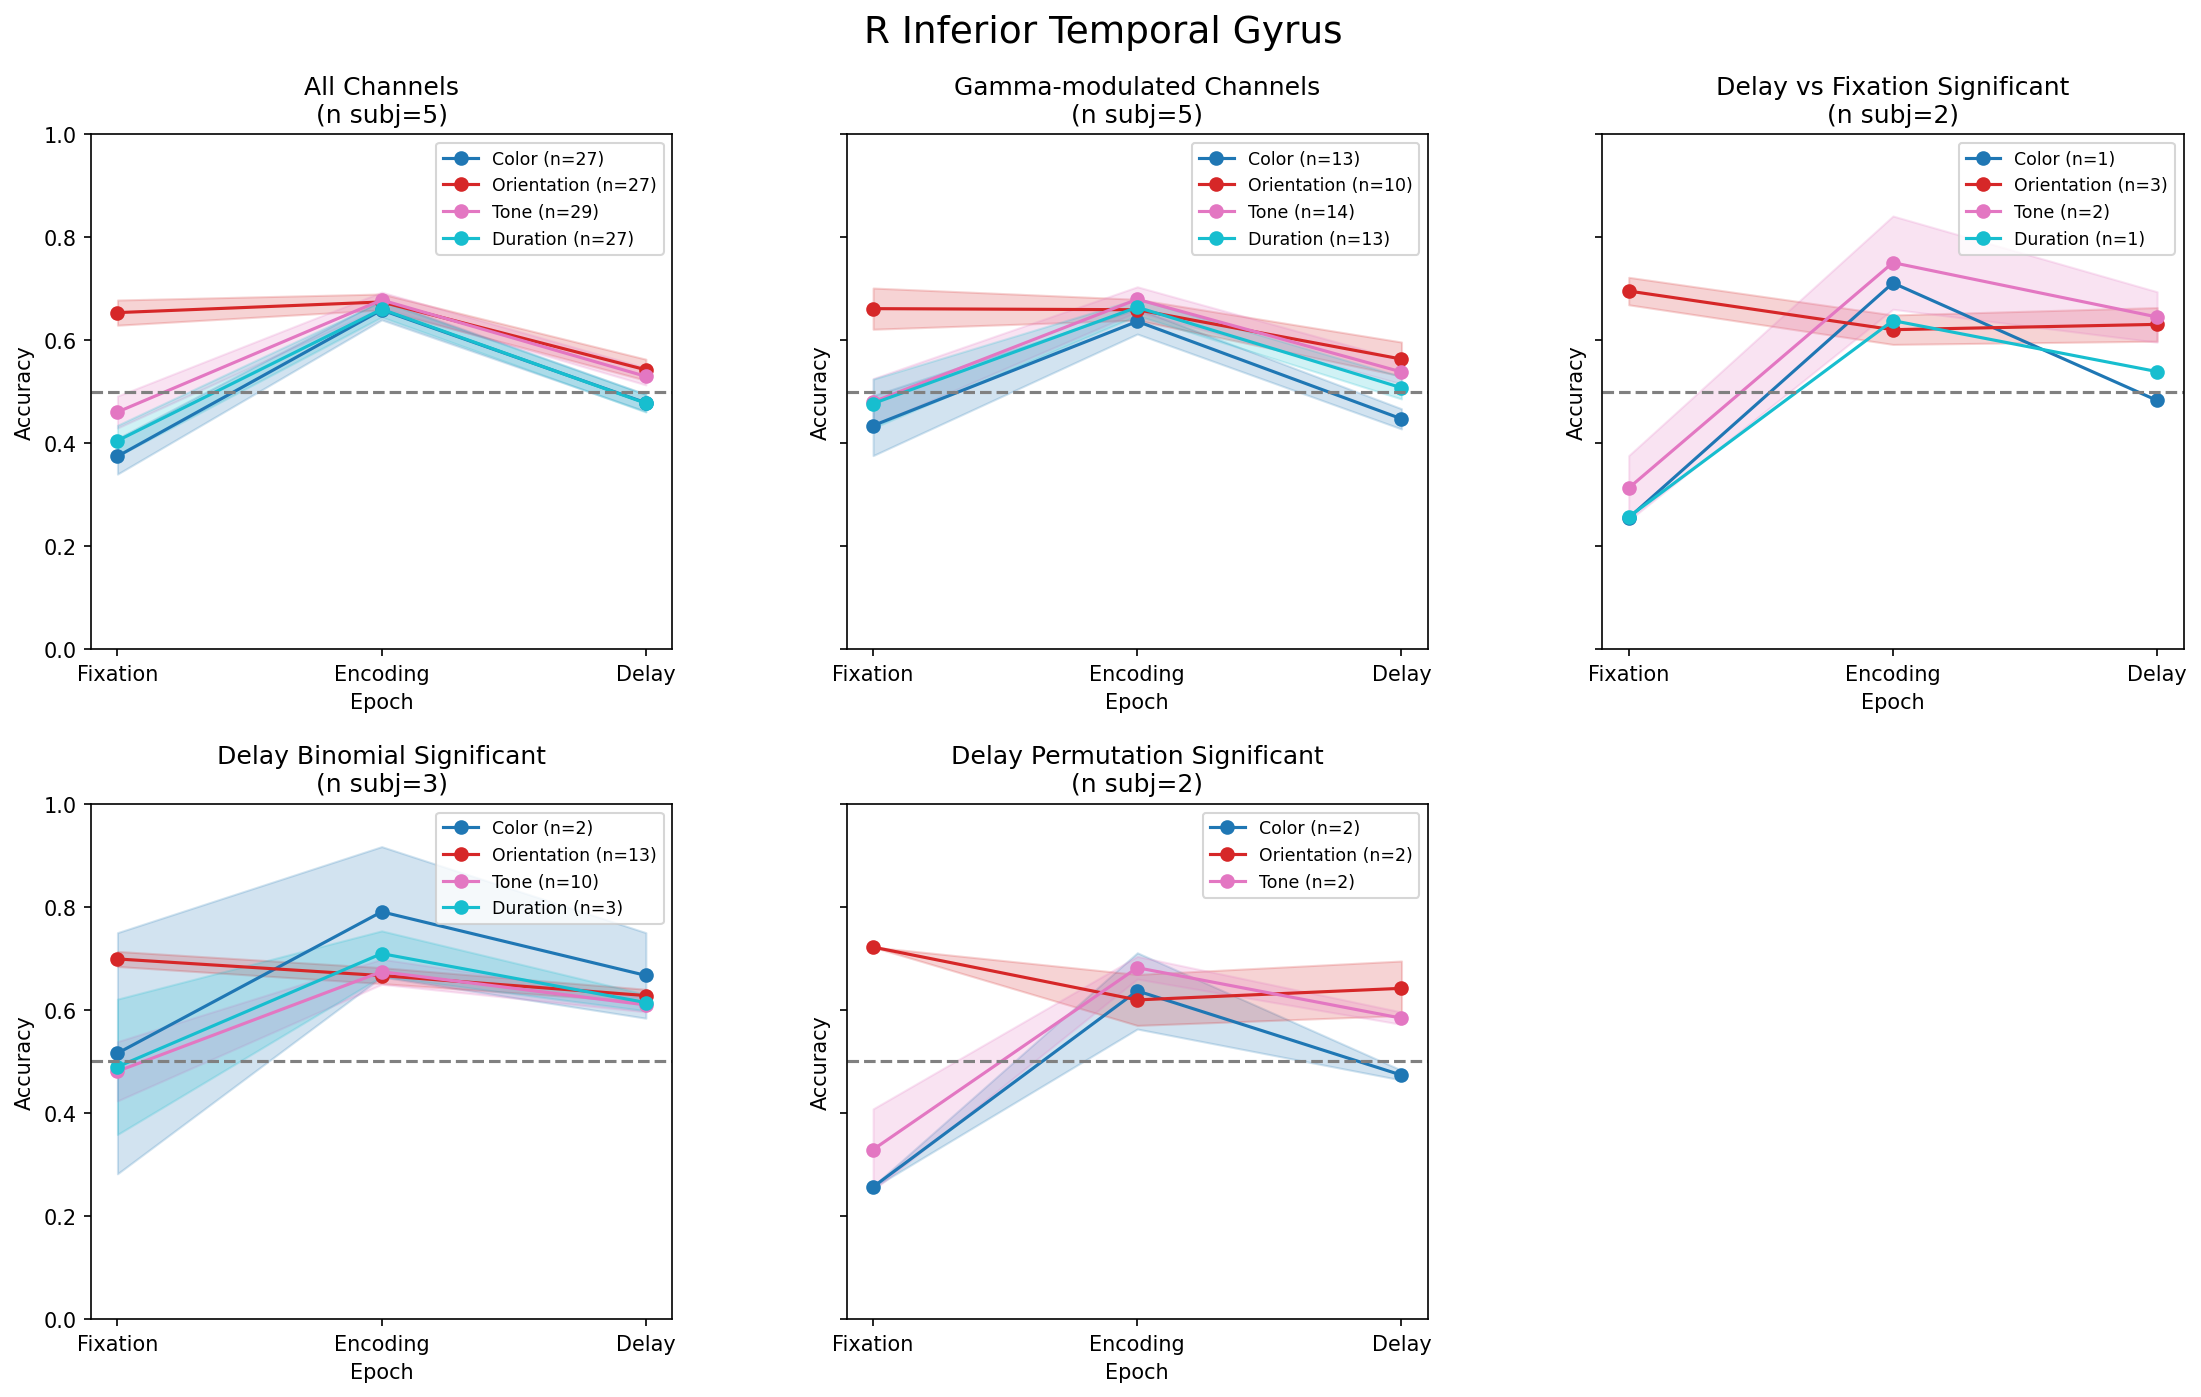 R Inferior Temporal Gyrus
All Channels
(n subj=5)
1.0
0.8
0.6
0.4
0.2
0.0
Accuracy
Color (n=27)
Orientation (n=27)
Tone (n=29)
Duration (n=27)
Fixation Encoding Delay
Epoch
Gamma-modulated Channels
(n subj=5)
Accuracy
Color (n=13)
Orientation (n=10)
Tone (n=14)
Duration (n=13)
Fixation Encoding Delay
Epoch
Delay vs Fixation Significant
(n subj=2)
Accuracy
Color (n=1)
Orientation (n=3)
Tone (n=2)
Duration (n=1)
Fixation Encoding Delay
Epoch
Delay Binomial Significant
(n subj=3)
1.0
0.8
0.6
0.4
0.2
0.0
Accuracy
Color (n=2)
Orientation (n=13)
Tone (n=10)
Duration (n=3)
Fixation Encoding Delay
Epoch
Delay Permutation Significant
(n subj=2)
Accuracy
Color (n=2)
Orientation (n=2)
Tone (n=2)
Fixation Encoding Delay
Epoch